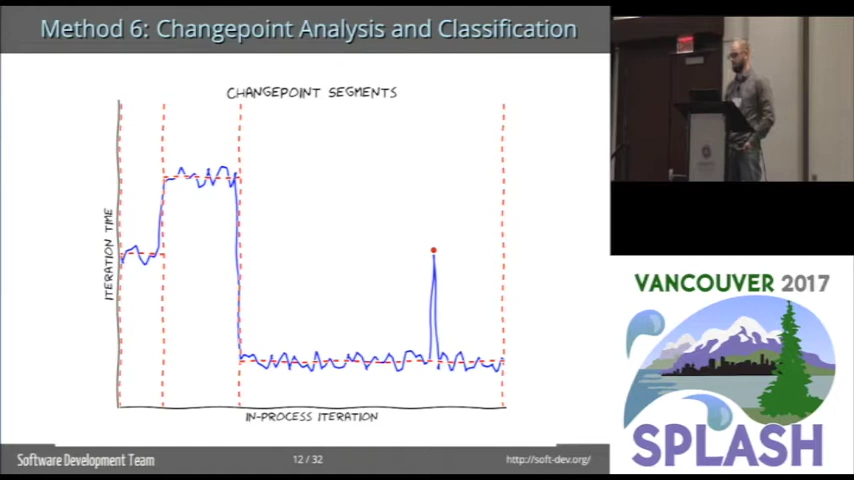 Method 6: Changepoint Analysis and Classification
CHANGEPOINT SEGMENTS
ITERATION TIME
IN-PROCESS ITERATION
Software Development Team
12 / 32
http://soft-dev.org/
VANCOUVER 2017
SPLASH